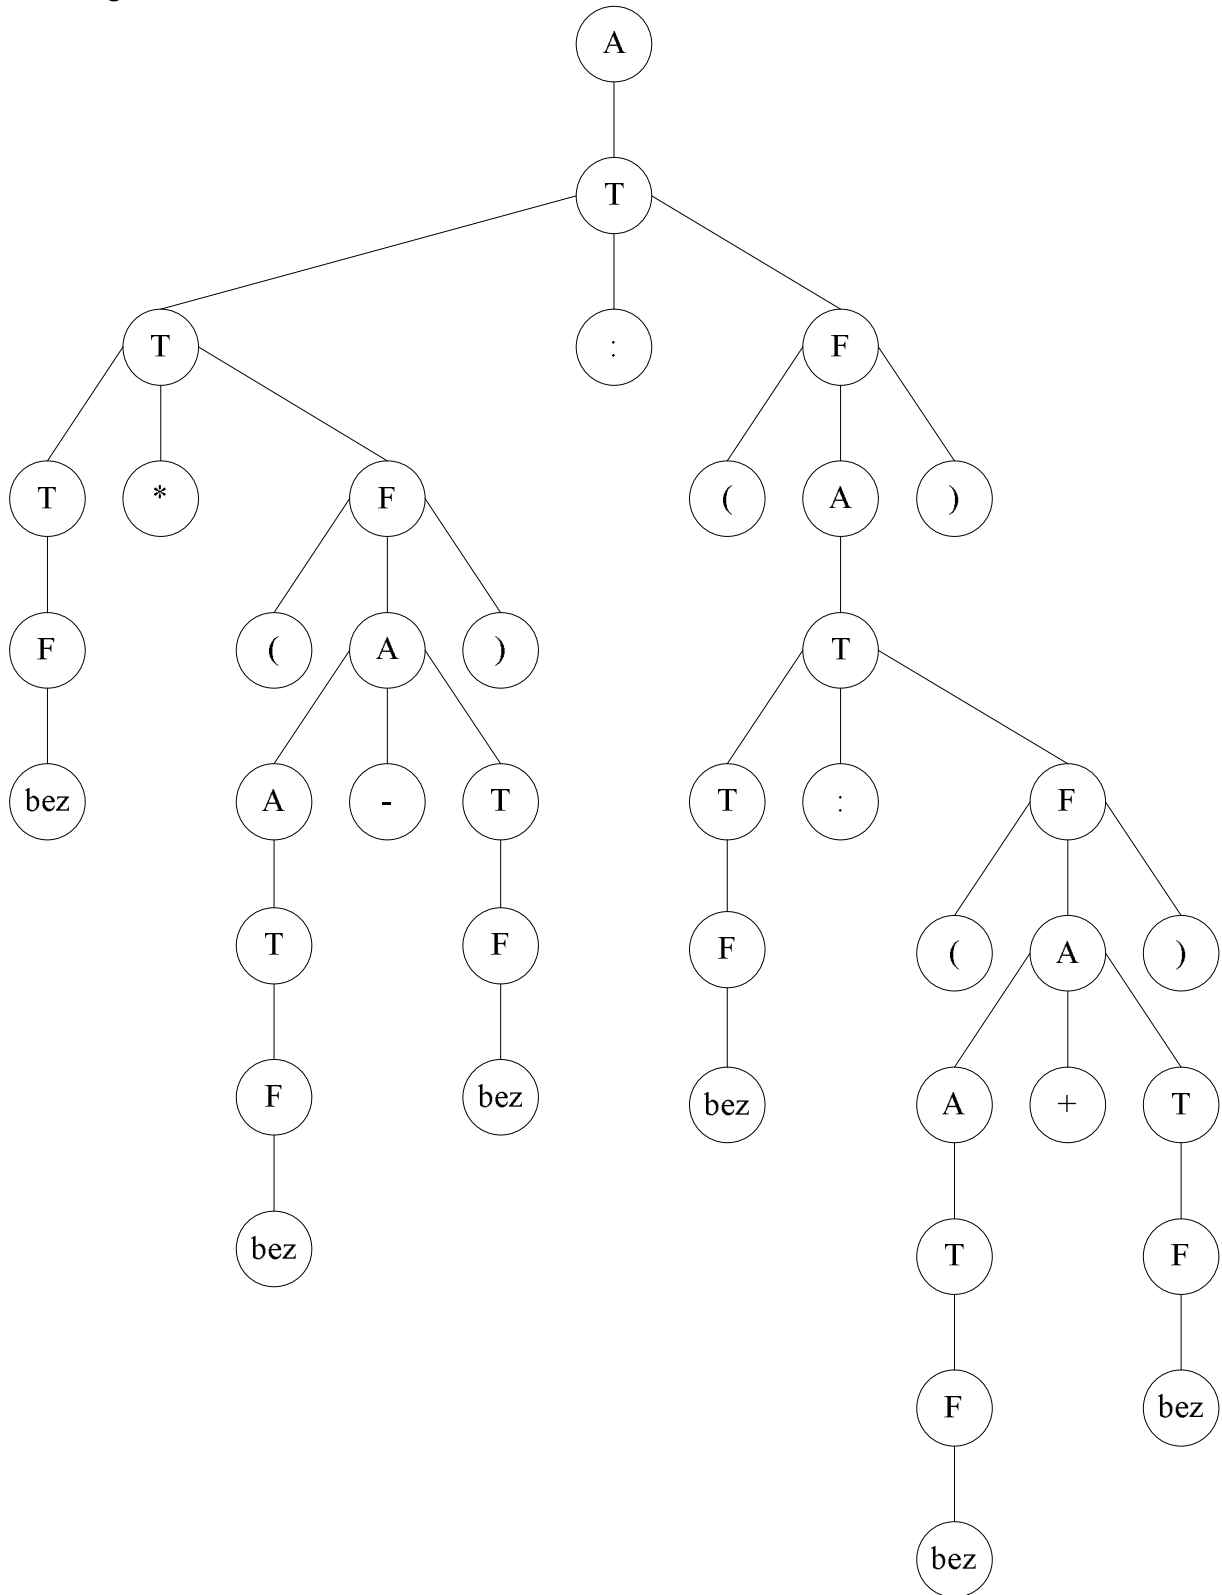 A
T
T : F
T * F ( A )
F ( A ) T
bez A - T T : F
T F F ( A )
F bez bez A + T
bez T F
F bez
bez